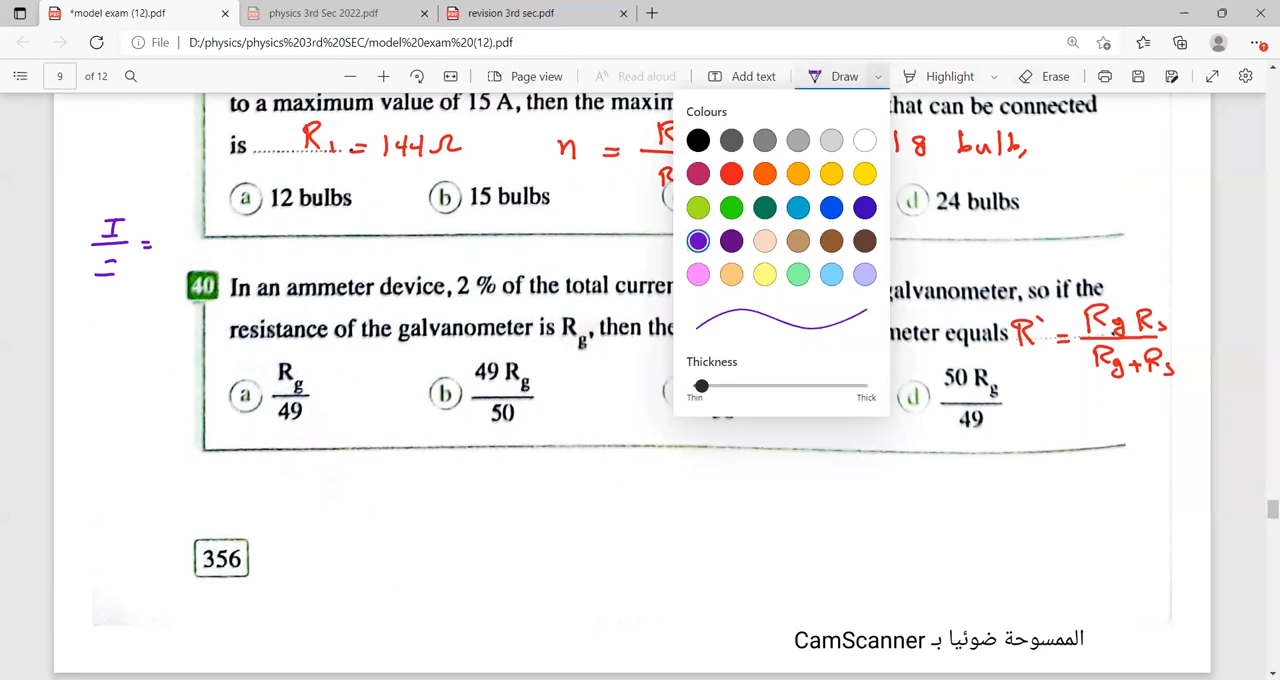 *model exam (12).pdf
physics 3rd Sec 2022.pdf
revision 3rd sec.pdf
File D:/physics/physics%203rd%20SEC/model%20exam%20(12).pdf
9 of 12 Page view Read aloud Add text Draw Highlight Erase
to a maximum value of 15 A, then the maxim
hat can be connected
is R₁ = 144Ω n = R 18 bulb,
a 12 bulbs b 15 bulbs d 24 bulbs
I =
40 In an ammeter device, 2 % of the total curren
alvanometer, so if the
resistance of the galvanometer is Rg, then the
meter equals R` = Rg Rs / Rg+Rs
a Rg / 49 b 49 Rg / 50 d 50 Rg / 49
Colours
Thickness
Thin Thick
356
الممسوحة ضوئيا بـ CamScanner